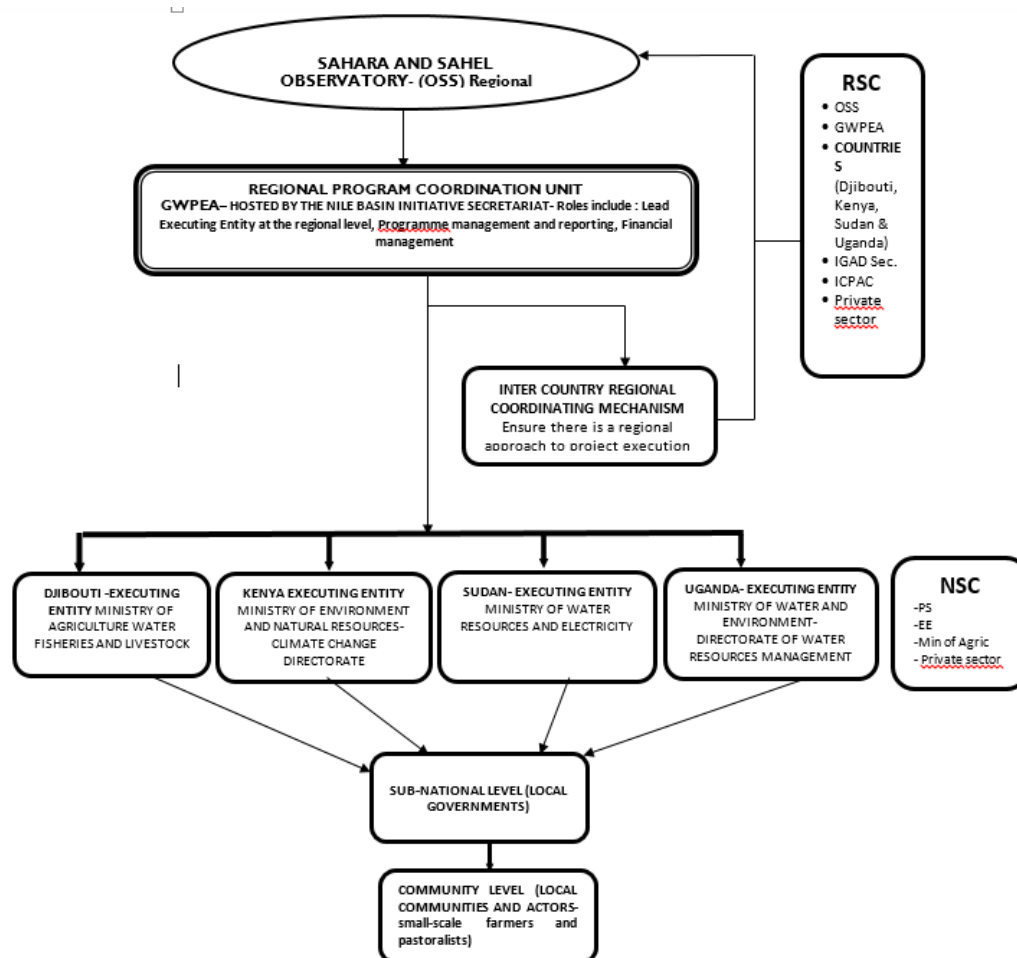 SAHARA AND SAHEL
OBSERVATORY- (OSS) Regional
REGIONAL PROGRAM COORDINATION UNIT
GWPEA– HOSTED BY THE NILE BASIN INITIATIVE SECRETARIAT- Roles include : Lead
Executing Entity at the regional level, Programme management and reporting, Financial
management
RSC
• OSS
• GWPEA
• COUNTRIE
S
(Djibouti,
Kenya,
Sudan &
Uganda)
• IGAD Sec.
• ICPAC
• Private
sector
INTER COUNTRY REGIONAL
COORDINATING MECHANISM
Ensure there is a regional
approach to project execution
DJIBOUTI -EXECUTING
ENTITY MINISTRY OF
AGRICULTURE WATER
FISHERIES AND LIVESTOCK
KENYA EXECUTING ENTITY
MINISTRY OF ENVIRONMENT
AND NATURAL RESOURCES-
CLIMATE CHANGE
DIRECTORATE
SUDAN- EXECUTING ENTITY
MINISTRY OF WATER
RESOURCES AND ELECTRICITY
UGANDA- EXECUTING ENTITY
MINISTRY OF WATER AND
ENVIRONMENT-
DIRECTORATE OF WATER
RESOURCES MANAGEMENT
NSC
-PS
-EE
-Min of Agric
- Private sector
SUB-NATIONAL LEVEL (LOCAL
GOVERNMENTS)
COMMUNITY LEVEL (LOCAL
COMMUNITIES AND ACTORS-
small-scale farmers and
pastoralists)